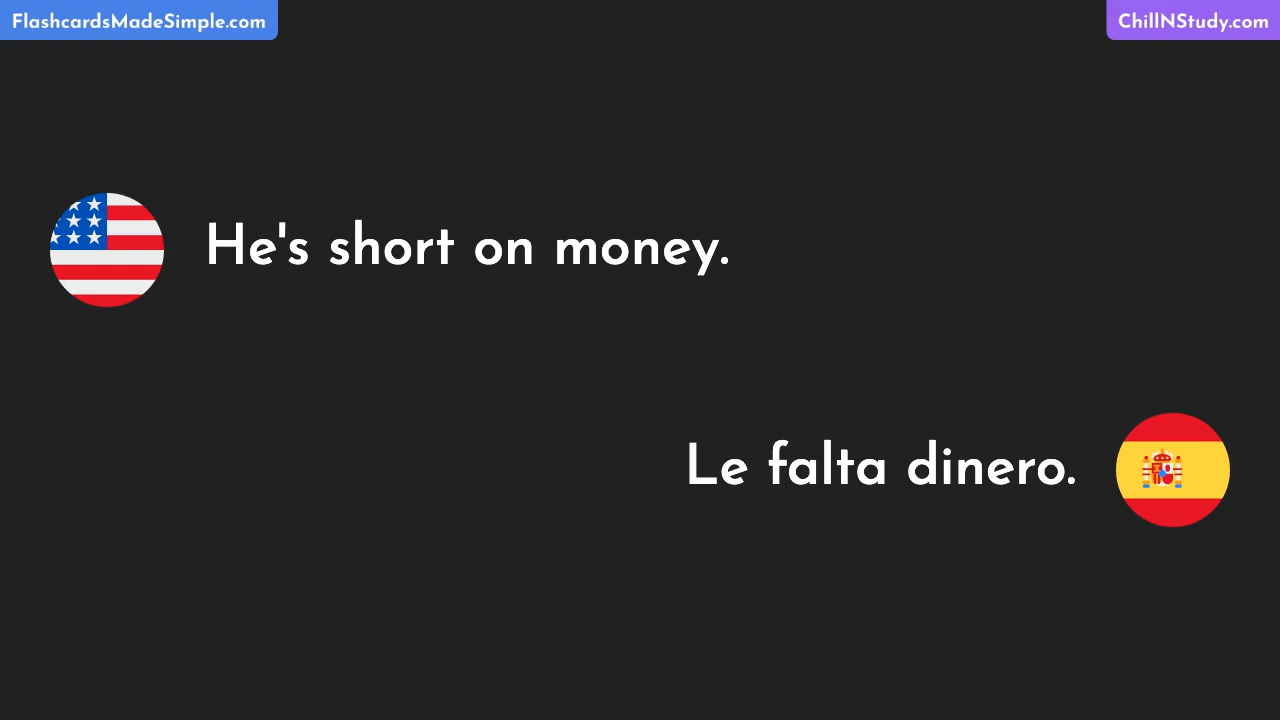 FlashcardsMadeSimple.com
ChillNStudy.com
He's short on money.
Le falta dinero.